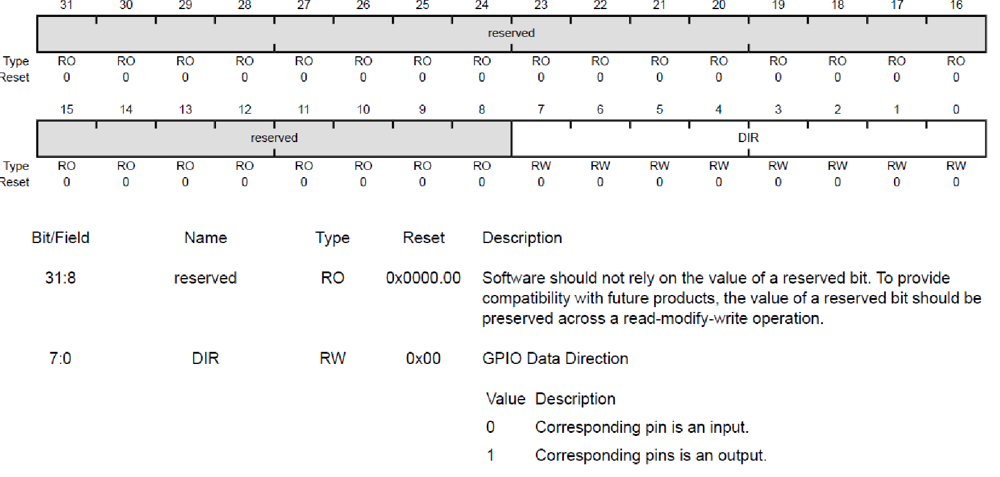 31 30 29 28 27 26 25 24 23 22 21 20 19 18 17 16
reserved
Type RO RO RO RO RO RO RO RO RO RO RO RO RO RO RO RO
Reset 0 0 0 0 0 0 0 0 0 0 0 0 0 0 0 0
15 14 13 12 11 10 9 8 7 6 5 4 3 2 1 0
reserved DIR
Type RO RO RO RO RO RO RO RO RW RW RW RW RW RW RW RW
Reset 0 0 0 0 0 0 0 0 0 0 0 0 0 0 0 0
Bit/Field Name Type Reset Description
31:8 reserved RO 0x0000.00 Software should not rely on the value of a reserved bit. To provide
compatibility with future products, the value of a reserved bit should be
preserved across a read-modify-write operation.
7:0 DIR RW 0x00 GPIO Data Direction
Value Description
0 Corresponding pin is an input.
1 Corresponding pins is an output.